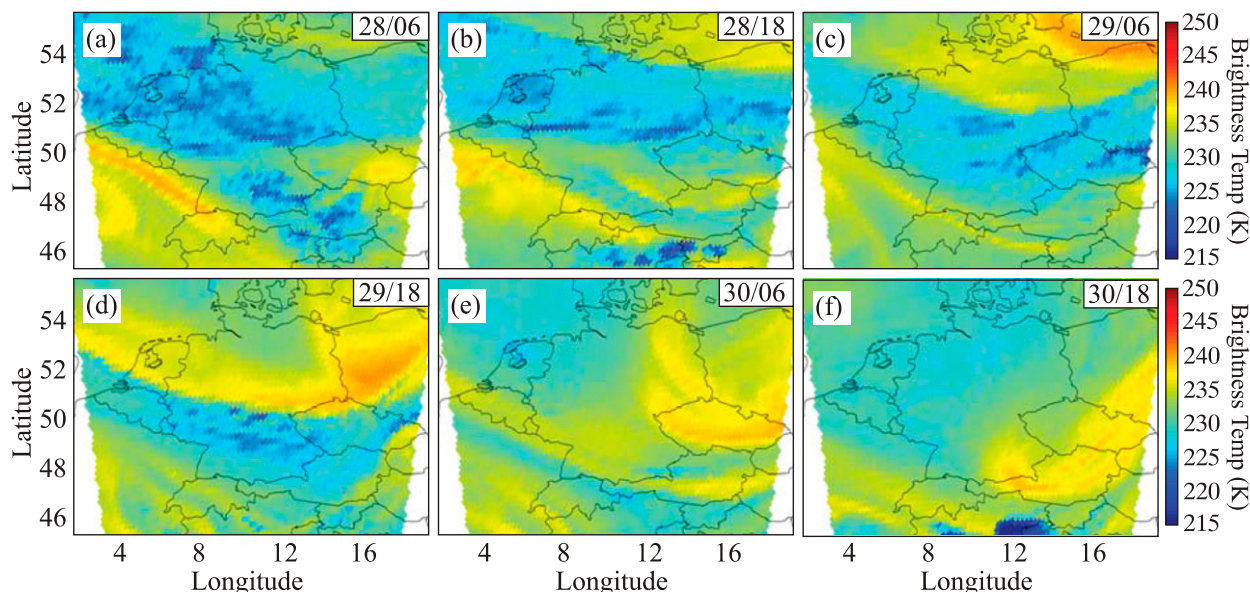 (a) 28/06
(b) 28/18
(c) 29/06
54
52
50
48
46
Latitude
250
245
240
235
230
225
220
215
Brightness Temp (K)
(d) 29/18
(e) 30/06
(f) 30/18
54
52
50
48
46
Latitude
250
245
240
235
230
225
220
215
Brightness Temp (K)
4 8 12 16
4 8 12 16
4 8 12 16
Longitude
Longitude
Longitude